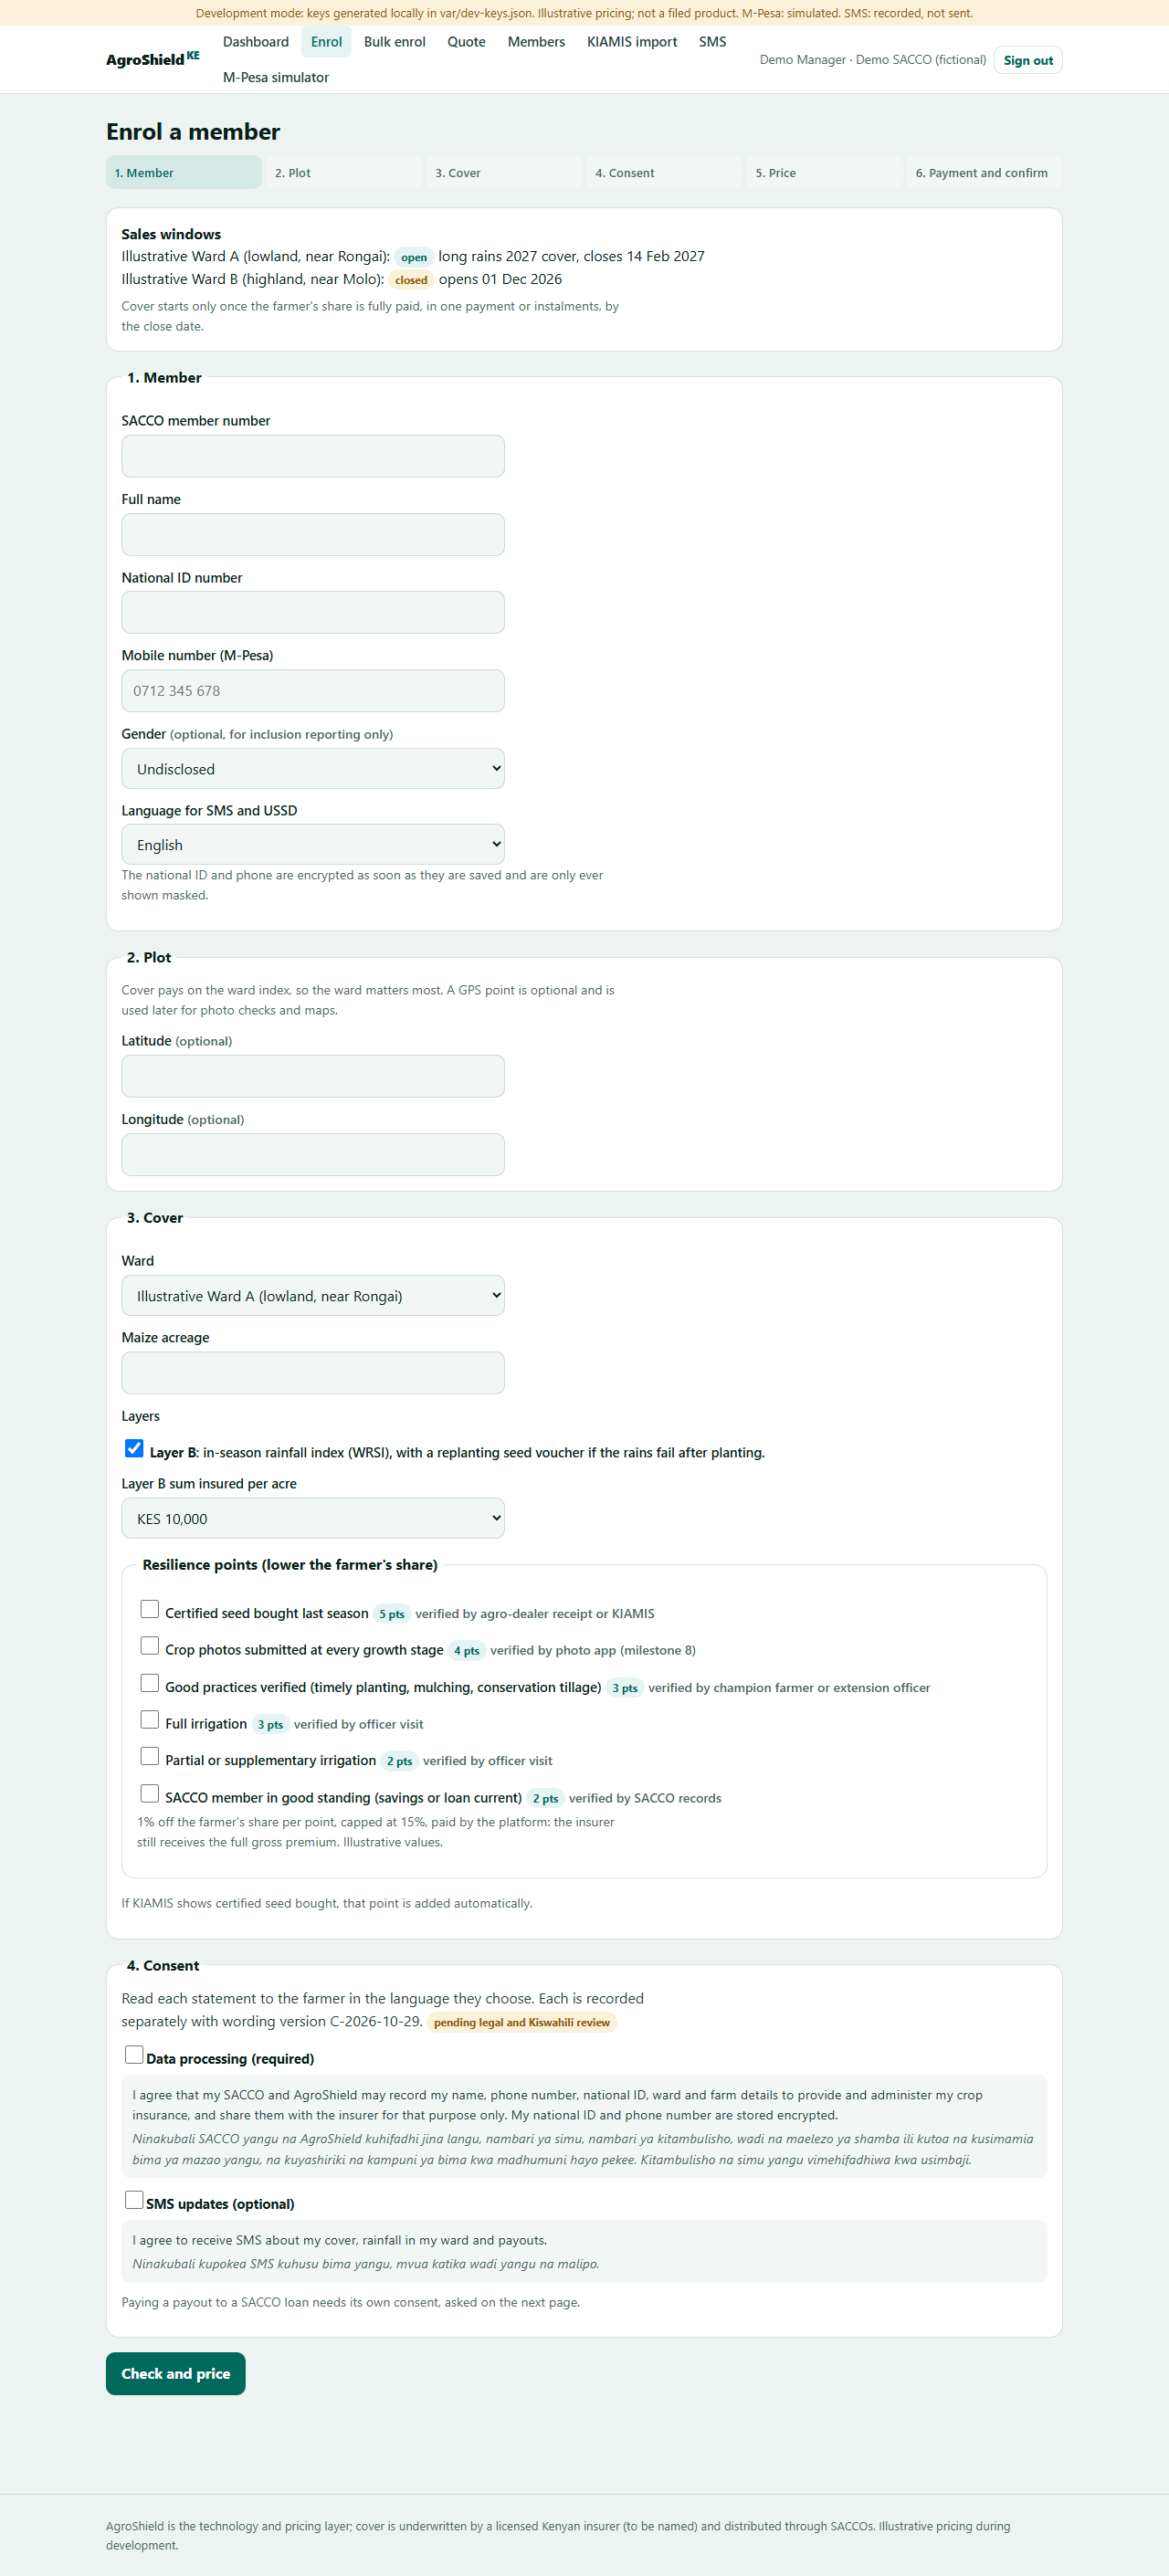 Development mode: keys generated locally in var/dev-keys.json. Illustrative pricing; not a filed product. M-Pesa: simulated. SMS: recorded, not sent.
AgroShield KE
Dashboard Enrol Bulk enrol Quote Members KIAMIS import SMS
M-Pesa simulator
Demo Manager · Demo SACCO (fictional) Sign out
Enrol a member
1. Member 2. Plot 3. Cover 4. Consent 5. Price 6. Payment and confirm
Sales windows
Illustrative Ward A (lowland, near Rongai): open long rains 2027 cover, closes 14 Feb 2027
Illustrative Ward B (highland, near Molo): closed opens 01 Dec 2026
Cover starts only once the farmer's share is fully paid, in one payment or instalments, by
the close date.
1. Member
SACCO member number
Full name
National ID number
Mobile number (M-Pesa)
0712 345 678
Gender (optional, for inclusion reporting only)
Undisclosed
Language for SMS and USSD
English
The national ID and phone are encrypted as soon as they are saved and are only ever
shown masked.
2. Plot
Cover pays on the ward index, so the ward matters most. A GPS point is optional and is
used later for photo checks and maps.
Latitude (optional)
Longitude (optional)
3. Cover
Ward
Illustrative Ward A (lowland, near Rongai)
Maize acreage
Layers
Layer B: in-season rainfall index (WRSI), with a replanting seed voucher if the rains fail after planting.
Layer B sum insured per acre
KES 10,000
Resilience points (lower the farmer's share)
Certified seed bought last season 5 pts verified by agro-dealer receipt or KIAMIS
Crop photos submitted at every growth stage 4 pts verified by photo app (milestone 8)
Good practices verified (timely planting, mulching, conservation tillage) 3 pts verified by champion farmer or extension officer
Full irrigation 3 pts verified by officer visit
Partial or supplementary irrigation 2 pts verified by officer visit
SACCO member in good standing (savings or loan current) 2 pts verified by SACCO records
1% off the farmer's share per point, capped at 15%, paid by the platform: the insurer
still receives the full gross premium. Illustrative values.
If KIAMIS shows certified seed bought, that point is added automatically.
4. Consent
Read each statement to the farmer in the language they choose. Each is recorded
separately with wording version C-2026-10-29. pending legal and Kiswahili review
Data processing (required)
I agree that my SACCO and AgroShield may record my name, phone number, national ID, ward and farm details to provide and administer my crop
insurance, and share them with the insurer for that purpose only. My national ID and phone number are stored encrypted.
Ninakubali SACCO yangu na AgroShield kuhifadhi jina langu, nambari ya simu, nambari ya kitambulisho, wadi na maelezo ya shamba ili kutoa na kusimamia
bima ya mazao yangu, na kuyashiriki na kampuni ya bima kwa madhumuni hayo pekee. Kitambulisho na simu yangu vimehifadhiwa kwa usimbaji.
SMS updates (optional)
I agree to receive SMS about my cover, rainfall in my ward and payouts.
Ninakubali kupokea SMS kuhusu bima yangu, mvua katika wadi yangu na malipo.
Paying a payout to a SACCO loan needs its own consent, asked on the next page.
Check and price
AgroShield is the technology and pricing layer; cover is underwritten by a licensed Kenyan insurer (to be named) and distributed through SACCOs. Illustrative pricing during
development.